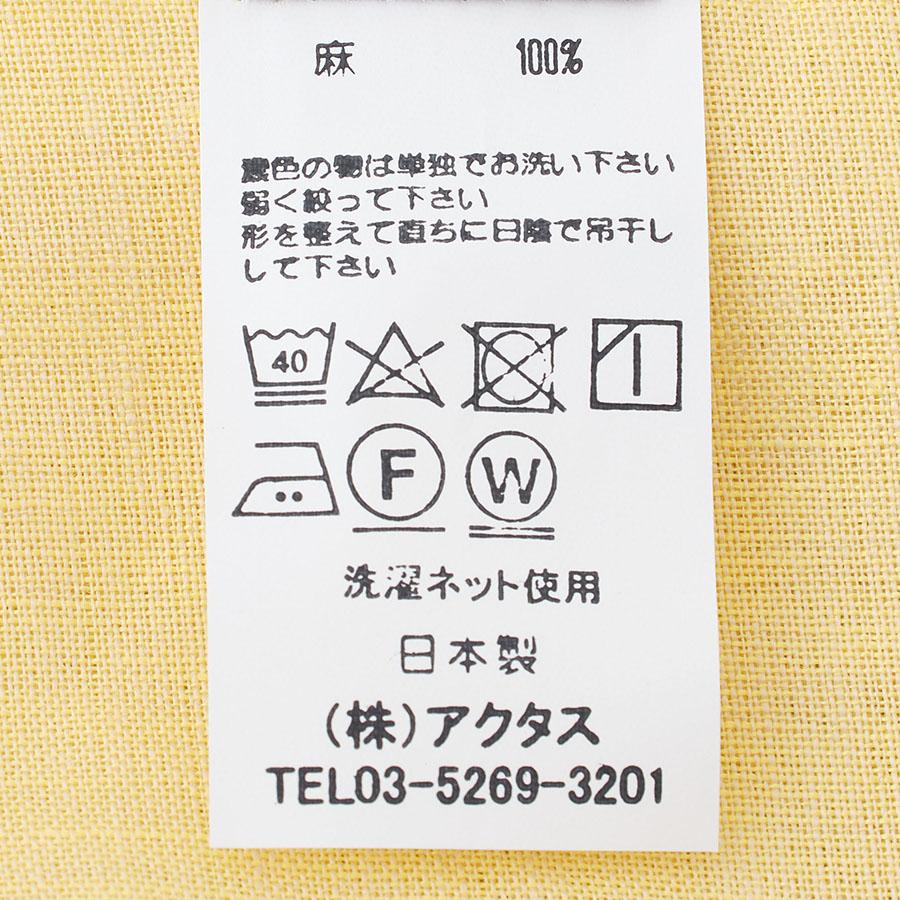 麻 100%
濃色の物は単独でお洗い下さい
弱く絞って下さい
形を整えて直ちに日陰で吊干し
して下さい
40
F W
洗濯ネット使用
日本製
(株)アクタス
TEL03-5269-3201